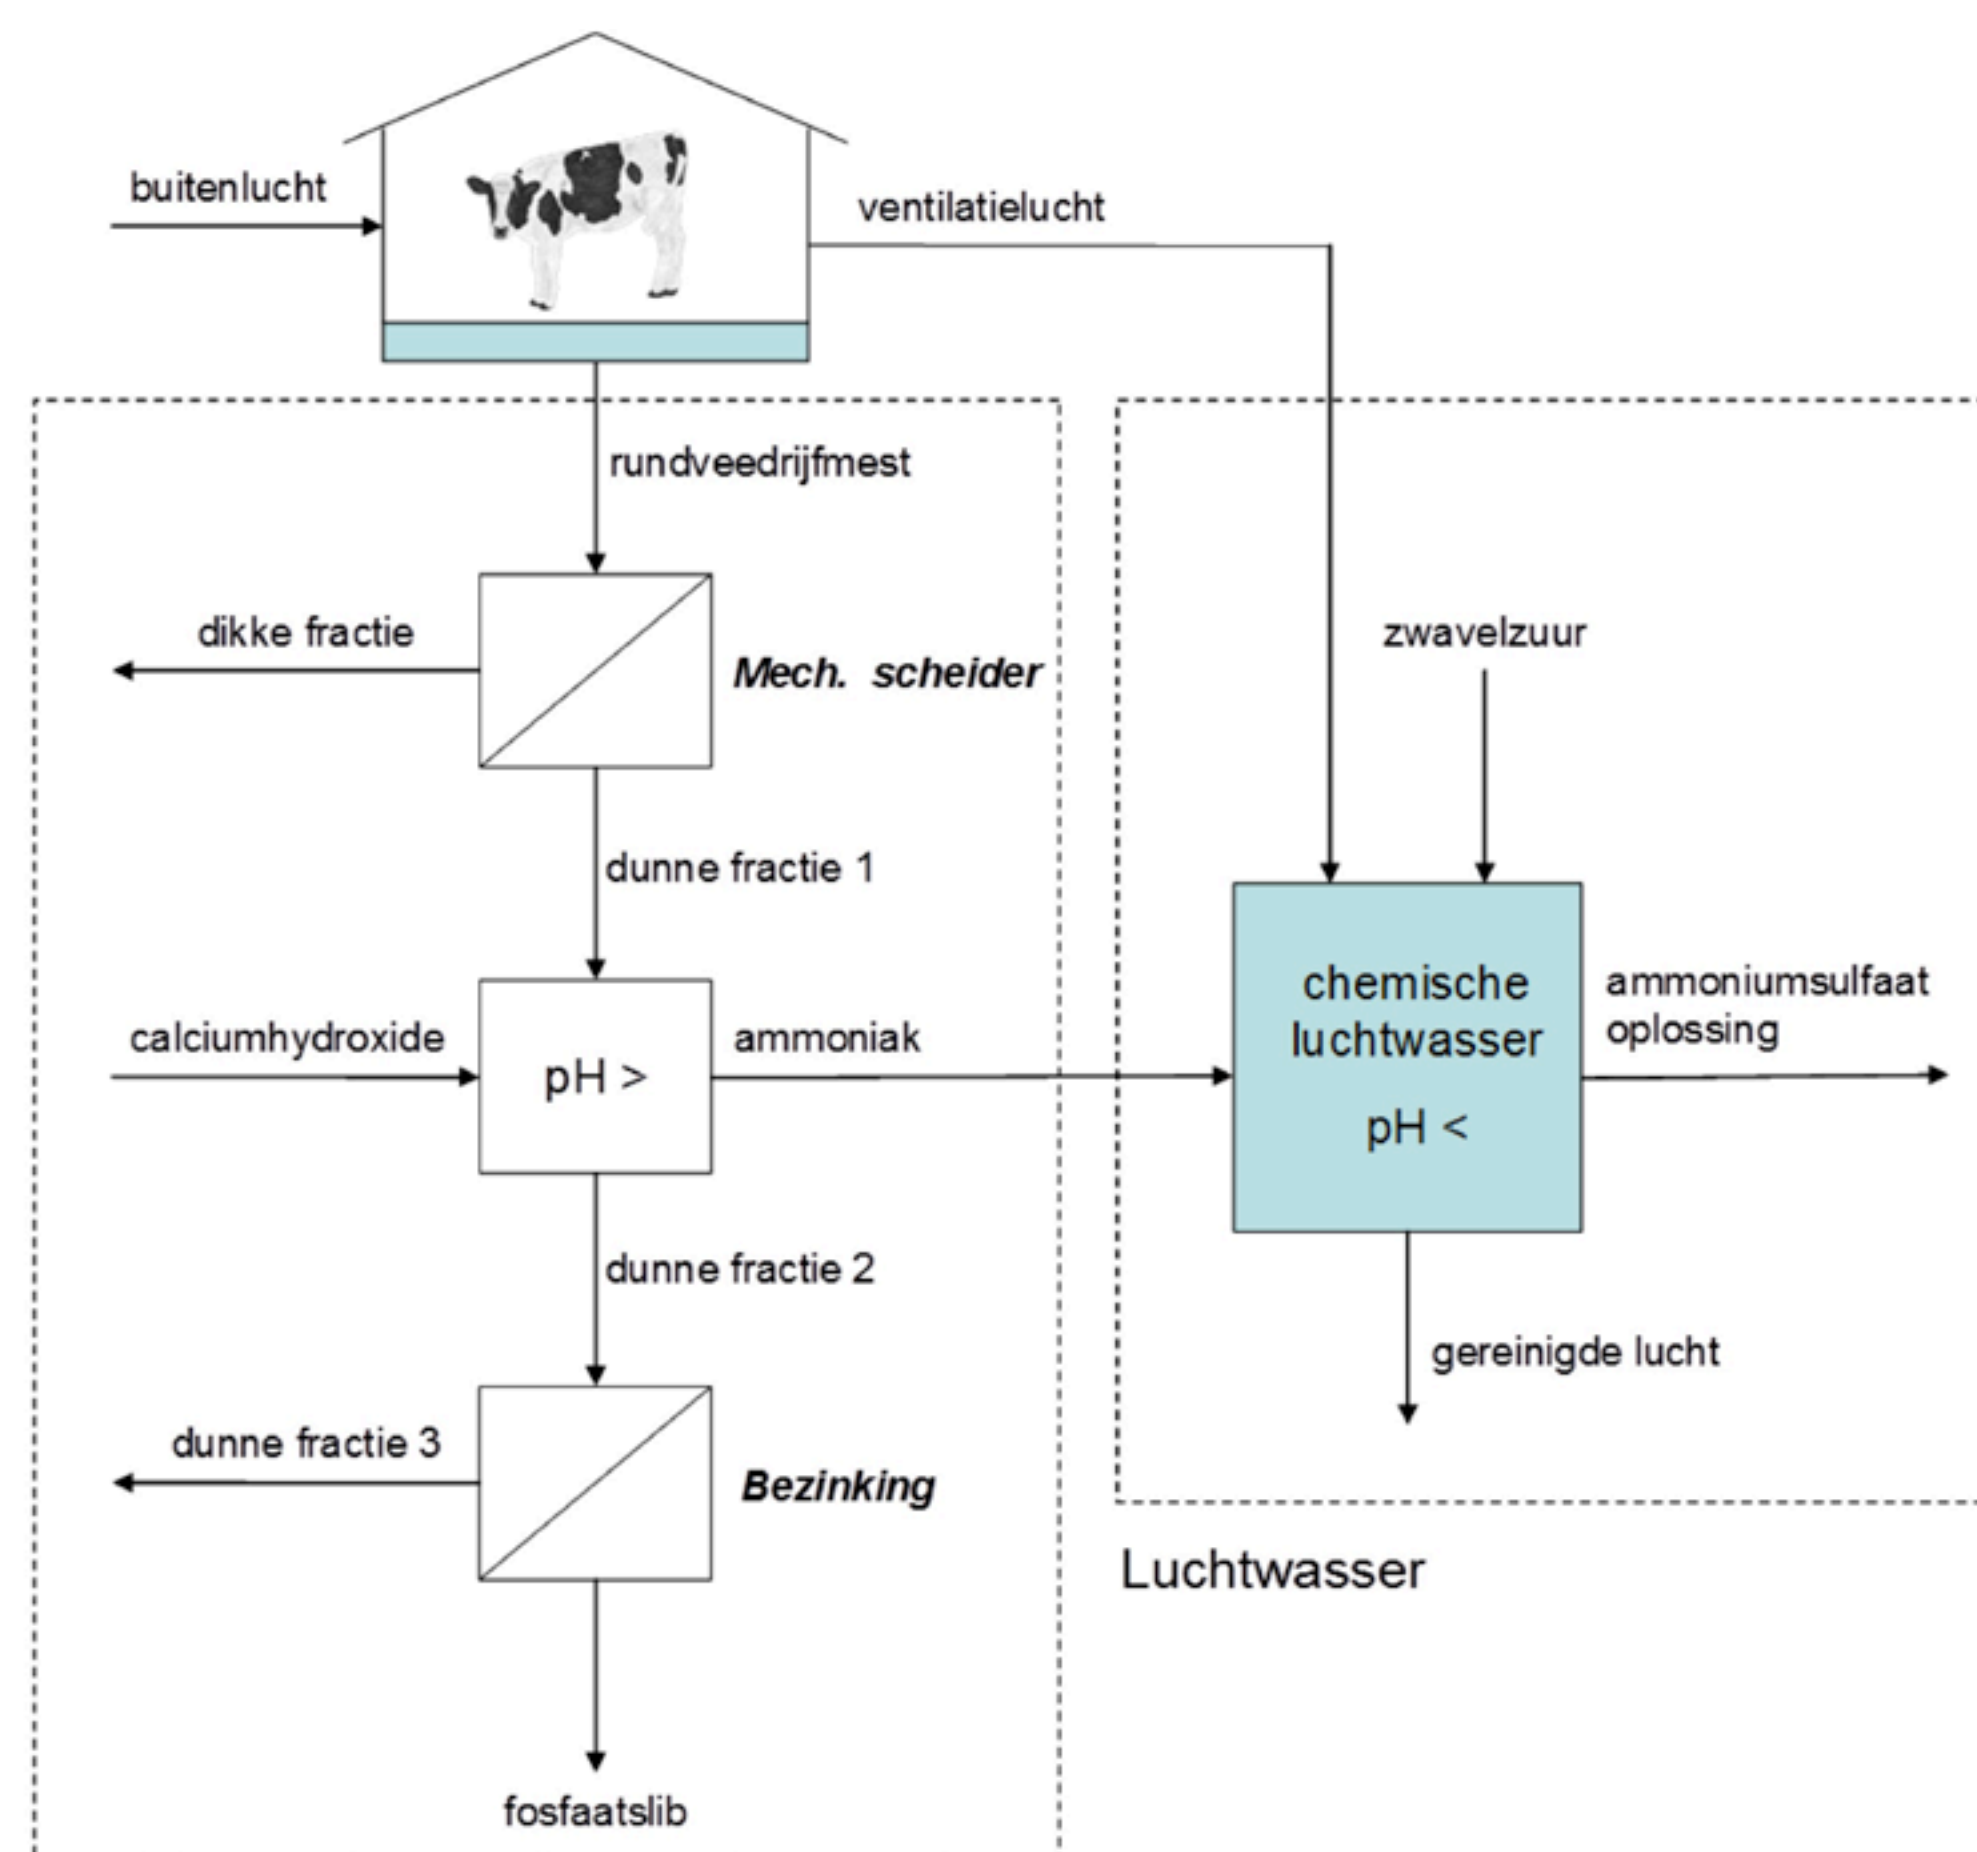 buitenlucht
ventilatielucht
rundveedrijfmest
dikke fractie
Mech. scheider
zwavelzuur
dunne fractie 1
chemische
luchtwasser
pH <
ammoniumsulfaat
oplossing
calciumhydroxide
pH >
ammoniak
dunne fractie 2
gereinigde lucht
dunne fractie 3
Bezinking
Luchtwasser
fosfaatslib